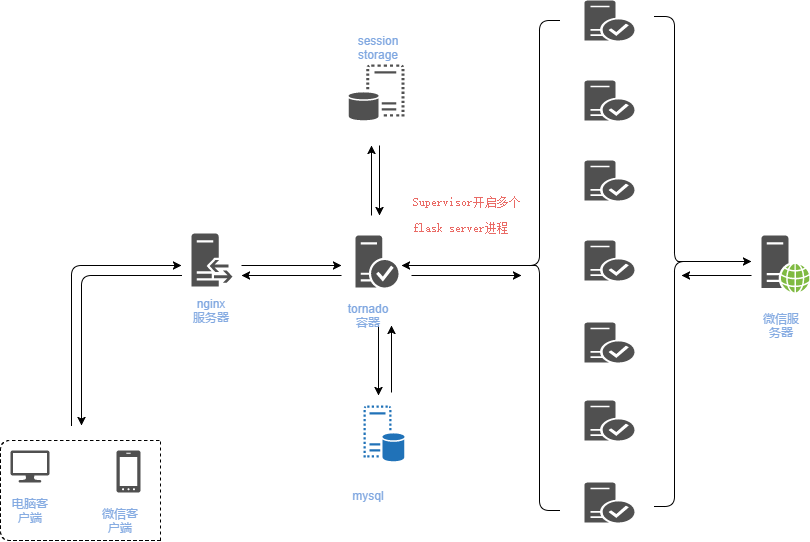 session
storage
Supervisor开启多个
flask server进程
nginx
服务器
tornado
容器
微信服
务器
mysql
电脑客
户端
微信客
户端